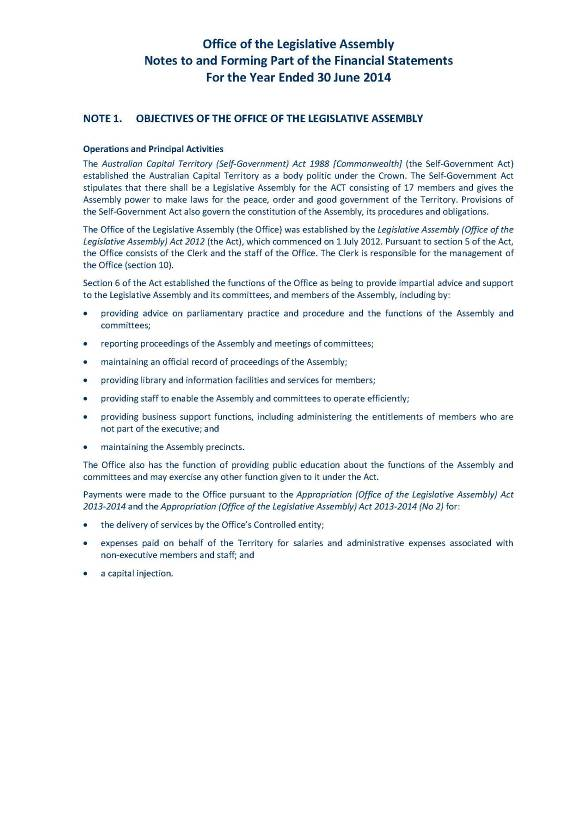 Office of the Legislative Assembly
Notes to and Forming Part of the Financial Statements
For the Year Ended 30 June 2014
NOTE 1. OBJECTIVES OF THE OFFICE OF THE LEGISLATIVE ASSEMBLY
Operations and Principal Activities
The Australian Capital Territory (Self-Government) Act 1988 [Commonwealth] (the Self-Government Act)
established the Australian Capital Territory as a body politic under the Crown. The Self-Government Act
stipulates that there shall be a Legislative Assembly for the ACT consisting of 17 members and gives the
Assembly power to make laws for the peace, order and good government of the Territory. Provisions of
the Self-Government Act also govern the constitution of the Assembly, its procedures and obligations.
The Office of the Legislative Assembly (the Office) was established by the Legislative Assembly (Office of the
Legislative Assembly) Act 2012 (the Act), which commenced on 1 July 2012. Pursuant to section 5 of the Act,
the Office consists of the Clerk and the staff of the Office. The Clerk is responsible for the management of
the Office (section 10).
Section 6 of the Act established the functions of the Office as being to provide impartial advice and support
to the Legislative Assembly and its committees, and members of the Assembly, including by:
• providing advice on parliamentary practice and procedure and the functions of the Assembly and
committees;
• reporting proceedings of the Assembly and meetings of committees;
• maintaining an official record of proceedings of the Assembly;
• providing library and information facilities and services for members;
• providing staff to enable the Assembly and committees to operate efficiently;
• providing business support functions, including administering the entitlements of members who are
not part of the executive; and
• maintaining the Assembly precincts.
The Office also has the function of providing public education about the functions of the Assembly and
committees and may exercise any other function given to it under the Act.
Payments were made to the Office pursuant to the Appropriation (Office of the Legislative Assembly) Act
2013-2014 and the Appropriation (Office of the Legislative Assembly) Act 2013-2014 (No 2) for:
• the delivery of services by the Office's Controlled entity;
• expenses paid on behalf of the Territory for salaries and administrative expenses associated with
non-executive members and staff; and
• a capital injection.